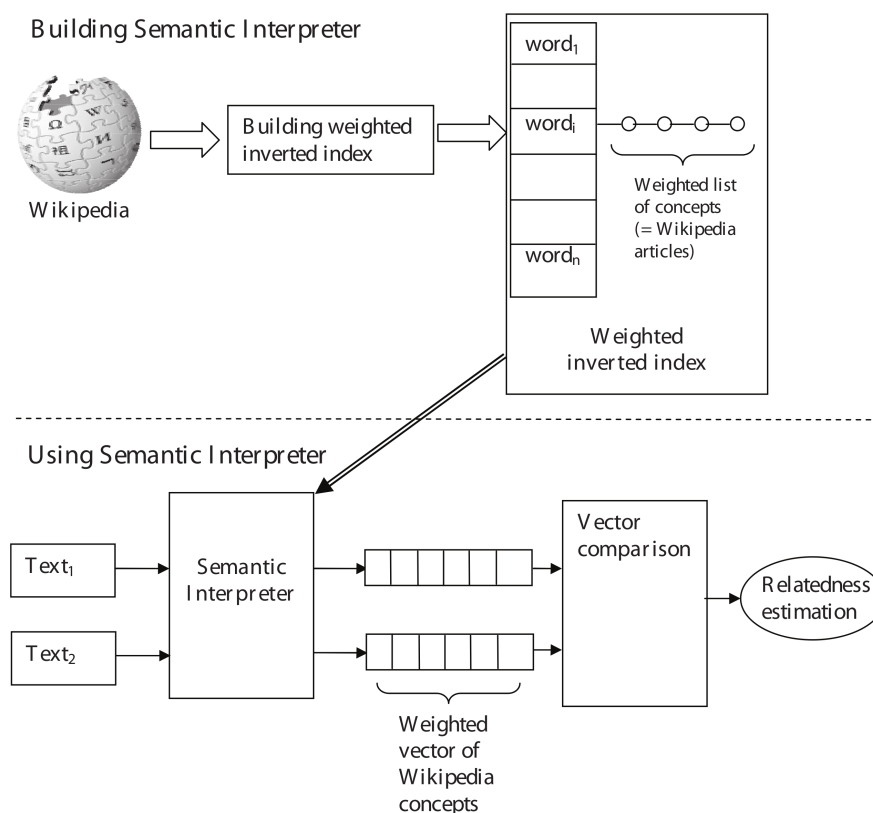 Building Semantic Interpreter
word₁
Building weighted
inverted index
wordᵢ
Wikipedia
Weighted list
of concepts
(= Wikipedia
articles)
wordₙ
Weighted
inverted index
Using Semantic Interpreter
Text₁
Semantic
Interpreter
Vector
comparison
Relatedness
estimation
Text₂
Weighted
vector of
Wikipedia
concepts